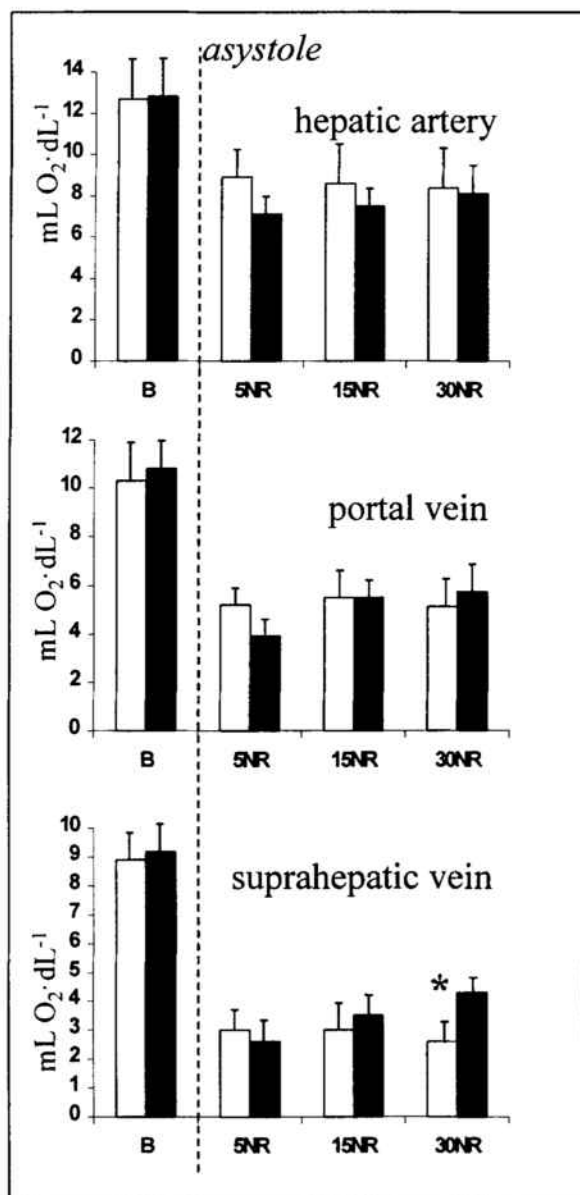 asystole
hepatic artery
mL O₂·dL⁻¹
14
12
10
8
6
4
2
0
B 5NR 15NR 30NR
portal vein
mL O₂·dL⁻¹
12
10
8
6
4
2
0
B 5NR 15NR 30NR
suprahepatic vein
mL O₂·dL⁻¹
10
9
8
7
6
5
4
3
2
1
0
*
B 5NR 15NR 30NR